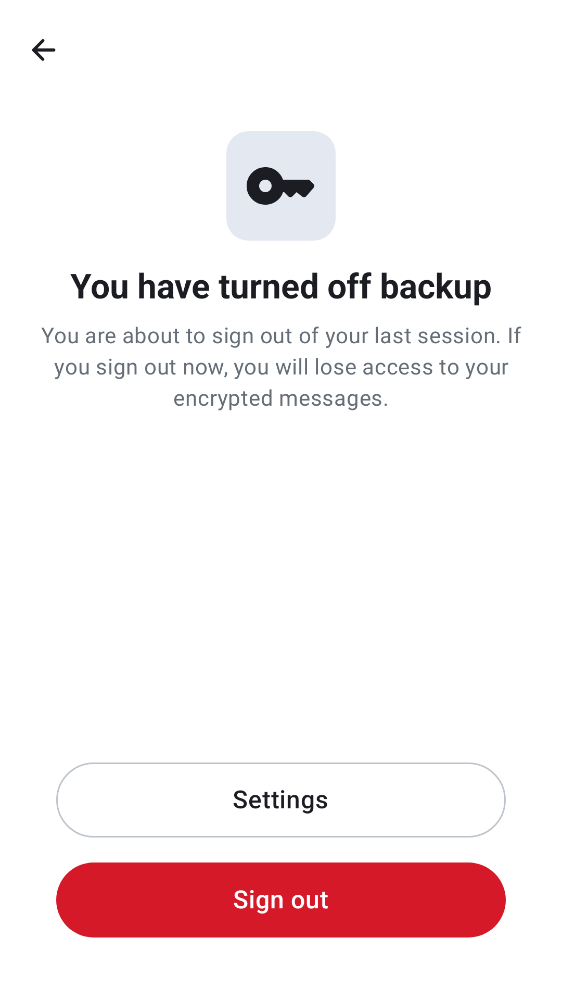 You have turned off backup
You are about to sign out of your last session. If
you sign out now, you will lose access to your
encrypted messages.
Settings
Sign out